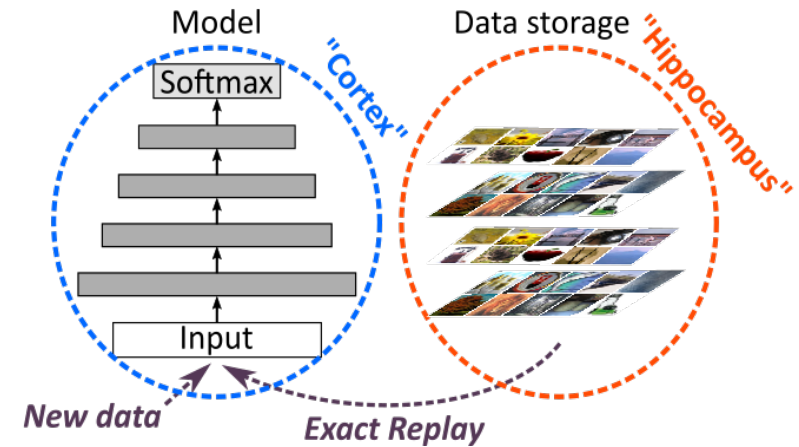 Model
Data storage
"Cortex"
"Hippocampus"
Softmax
Input
New data
Exact Replay